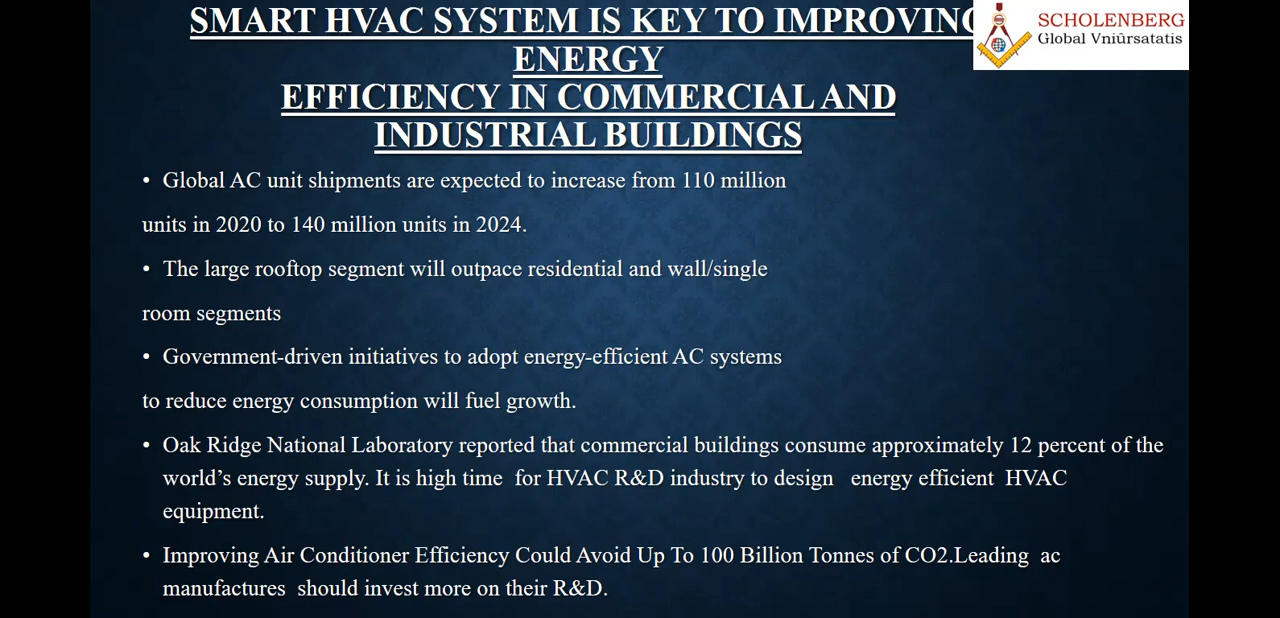 SMART HVAC SYSTEM IS KEY TO IMPROVING
ENERGY
EFFICIENCY IN COMMERCIAL AND
INDUSTRIAL BUILDINGS
SCHOLENBERG
Global Vniûrsatatis
• Global AC unit shipments are expected to increase from 110 million
units in 2020 to 140 million units in 2024.
• The large rooftop segment will outpace residential and wall/single
room segments
• Government-driven initiatives to adopt energy-efficient AC systems
to reduce energy consumption will fuel growth.
• Oak Ridge National Laboratory reported that commercial buildings consume approximately 12 percent of the
world’s energy supply. It is high time for HVAC R&D industry to design energy efficient HVAC
equipment.
• Improving Air Conditioner Efficiency Could Avoid Up To 100 Billion Tonnes of CO2.Leading ac
manufactures should invest more on their R&D.